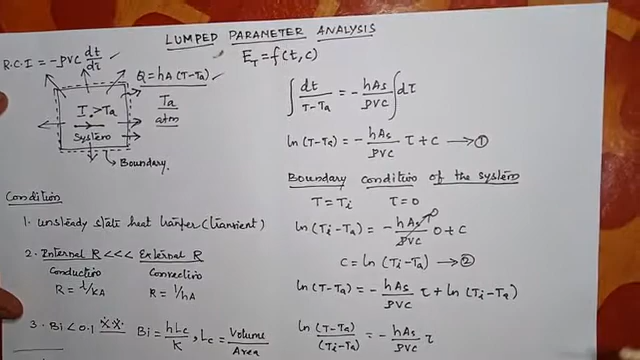 LUMPED PARAMETER ANALYSIS
R.C.I = -ρVC dt/dτ ✓
E_T = f(t,c)
Q = hA(T-Ta) ✓
I. > Ta
System
Ta
atm
Boundary.
Condition
1. unsteady state heat tranfer (transient)
2. Internal R <<< External R
Conduction Convection
R = L/kA R = 1/hA
3. Bi < 0.1 Bi = hLc/K , Lc = Volume/Area
∫ dt/(T-Ta) = - hAs/ρVC ∫ dτ
ln(T-Ta) = - hAs/ρVC τ + c → ①
Boundary condition of the system
T = Ti τ = 0
ln(Ti-Ta) = - hAs/ρVC 0 + c
c = ln(Ti-Ta) → ②
ln(T-Ta) = - hAs/ρVC τ + ln(Ti-Ta)
ln (T-Ta)/(Ti-Ta) = - hAs/ρVC τ